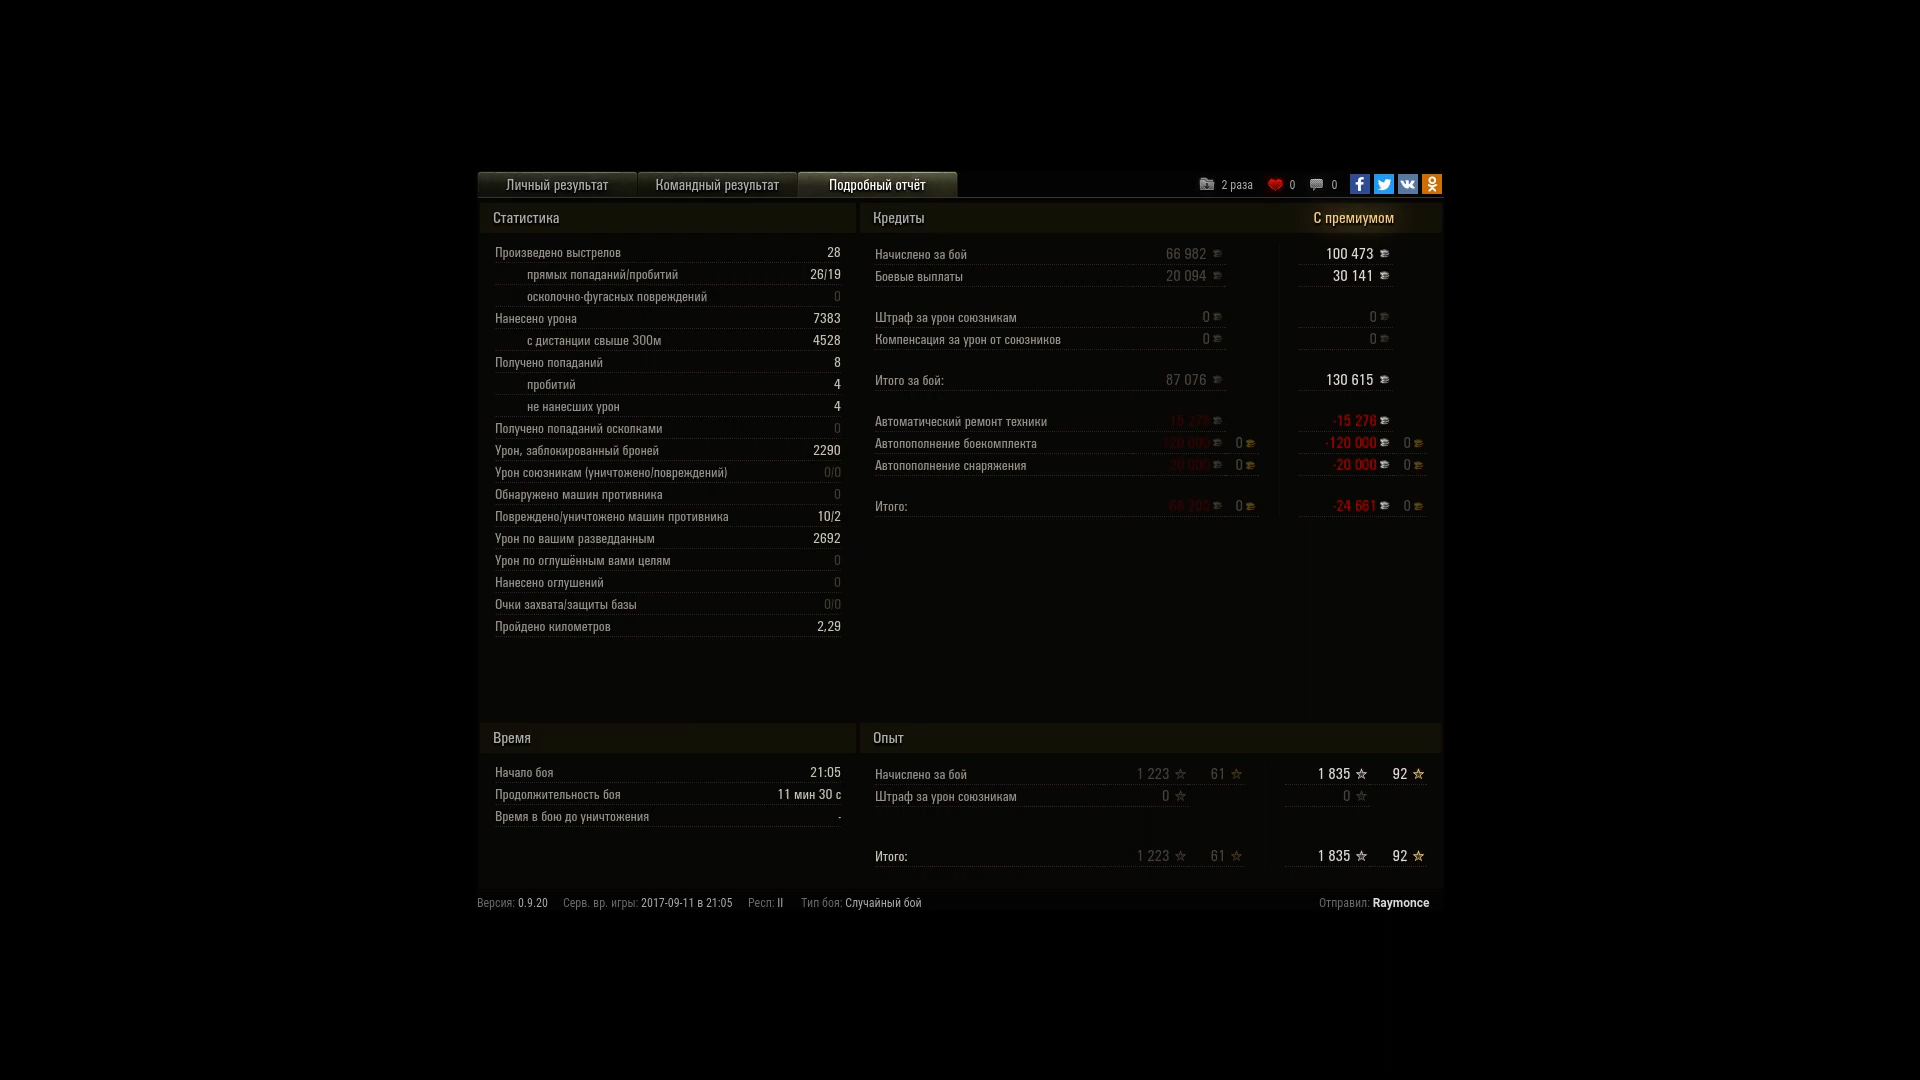 Личный результат Командный результат Подробный отчёт 2 раза 0 0
Статистика
Произведено выстрелов 28
прямых попаданий/пробитий 26/19
осколочно-фугасных повреждений 0
Нанесено урона 7383
с дистанции свыше 300м 4528
Получено попаданий 8
пробитий 4
не нанесших урон 4
Получено попаданий осколками 0
Урон, заблокированный броней 2290
Урон союзникам (уничтожено/повреждений) 0/0
Обнаружено машин противника 0
Повреждено/уничтожено машин противника 10/2
Урон по вашим разведданным 2692
Урон по оглушённым вами целям 0
Нанесено оглушений 0
Очки захвата/защиты базы 0/0
Пройдено километров 2,29
Кредиты С премиумом
Начислено за бой 66 982 100 473
Боевые выплаты 20 094 30 141
Штраф за урон союзникам 0 0
Компенсация за урон от союзников 0 0
Итого за бой: 87 076 130 615
Автоматический ремонт техники -15 276
Автопополнение боекомплекта 0 -120 000 0
Автопополнение снаряжения 0 -20 000 0
Итого: 0 -24 661 0
Время
Начало боя 21:05
Продолжительность боя 11 мин 30 с
Время в бою до уничтожения -
Опыт
Начислено за бой 1 223 61 1 835 92
Штраф за урон союзникам 0 0
Итого: 1 223 61 1 835 92
Версия: 0.9.20 Серв. вр. игры: 2017-09-11 в 21:05 Респ: II Тип боя: Случайный бой Отправил: Raymonce